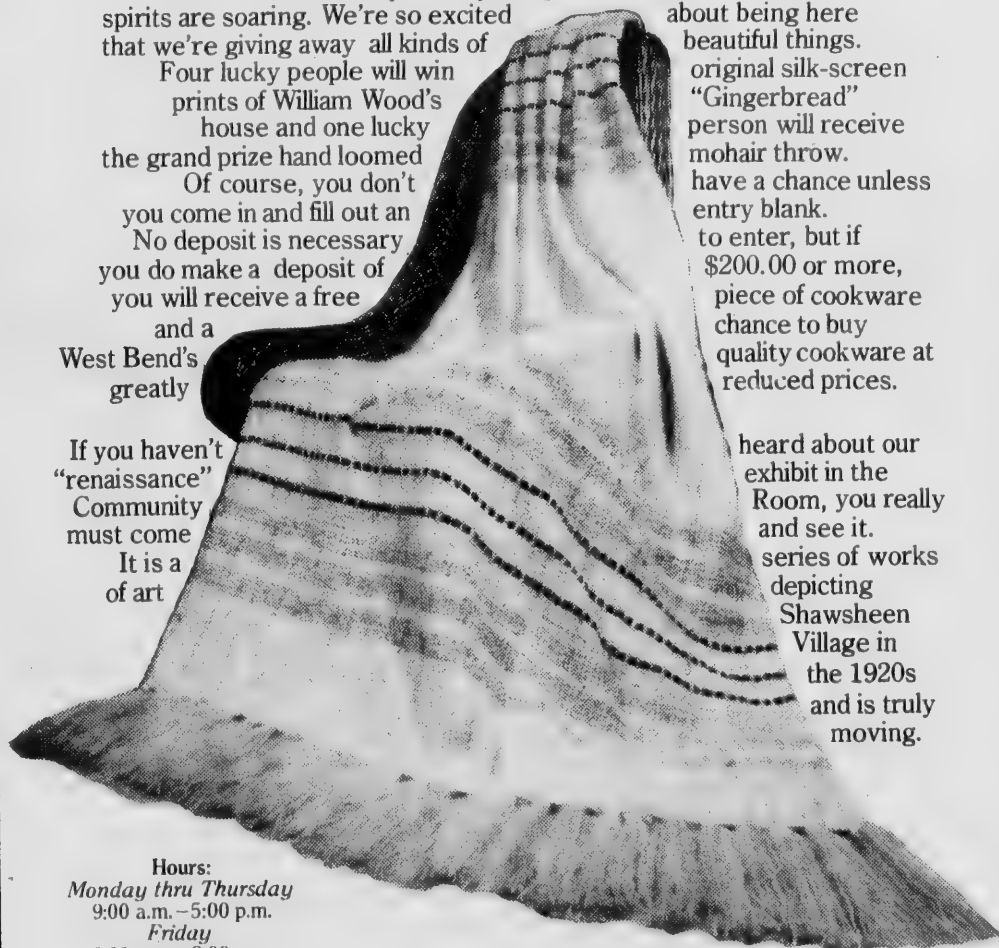 spirits are soaring. We're so excited about being here
that we're giving away all kinds of beautiful things.
Four lucky people will win original silk-screen
prints of William Wood's “Gingerbread”
house and one lucky person will receive
the grand prize hand loomed mohair throw.
Of course, you don't have a chance unless
you come in and fill out an entry blank.
No deposit is necessary to enter, but if
you do make a deposit of $200.00 or more,
you will receive a free piece of cookware
and a chance to buy
West Bend's quality cookware at
greatly reduced prices.
If you haven't heard about our
“renaissance” exhibit in the
Community Room, you really
must come and see it.
It is a series of works
of art depicting
Shawsheen
Village in
the 1920s
and is truly
moving.
Hours:
Monday thru Thursday
9:00 a.m.–5:00 p.m.
Friday